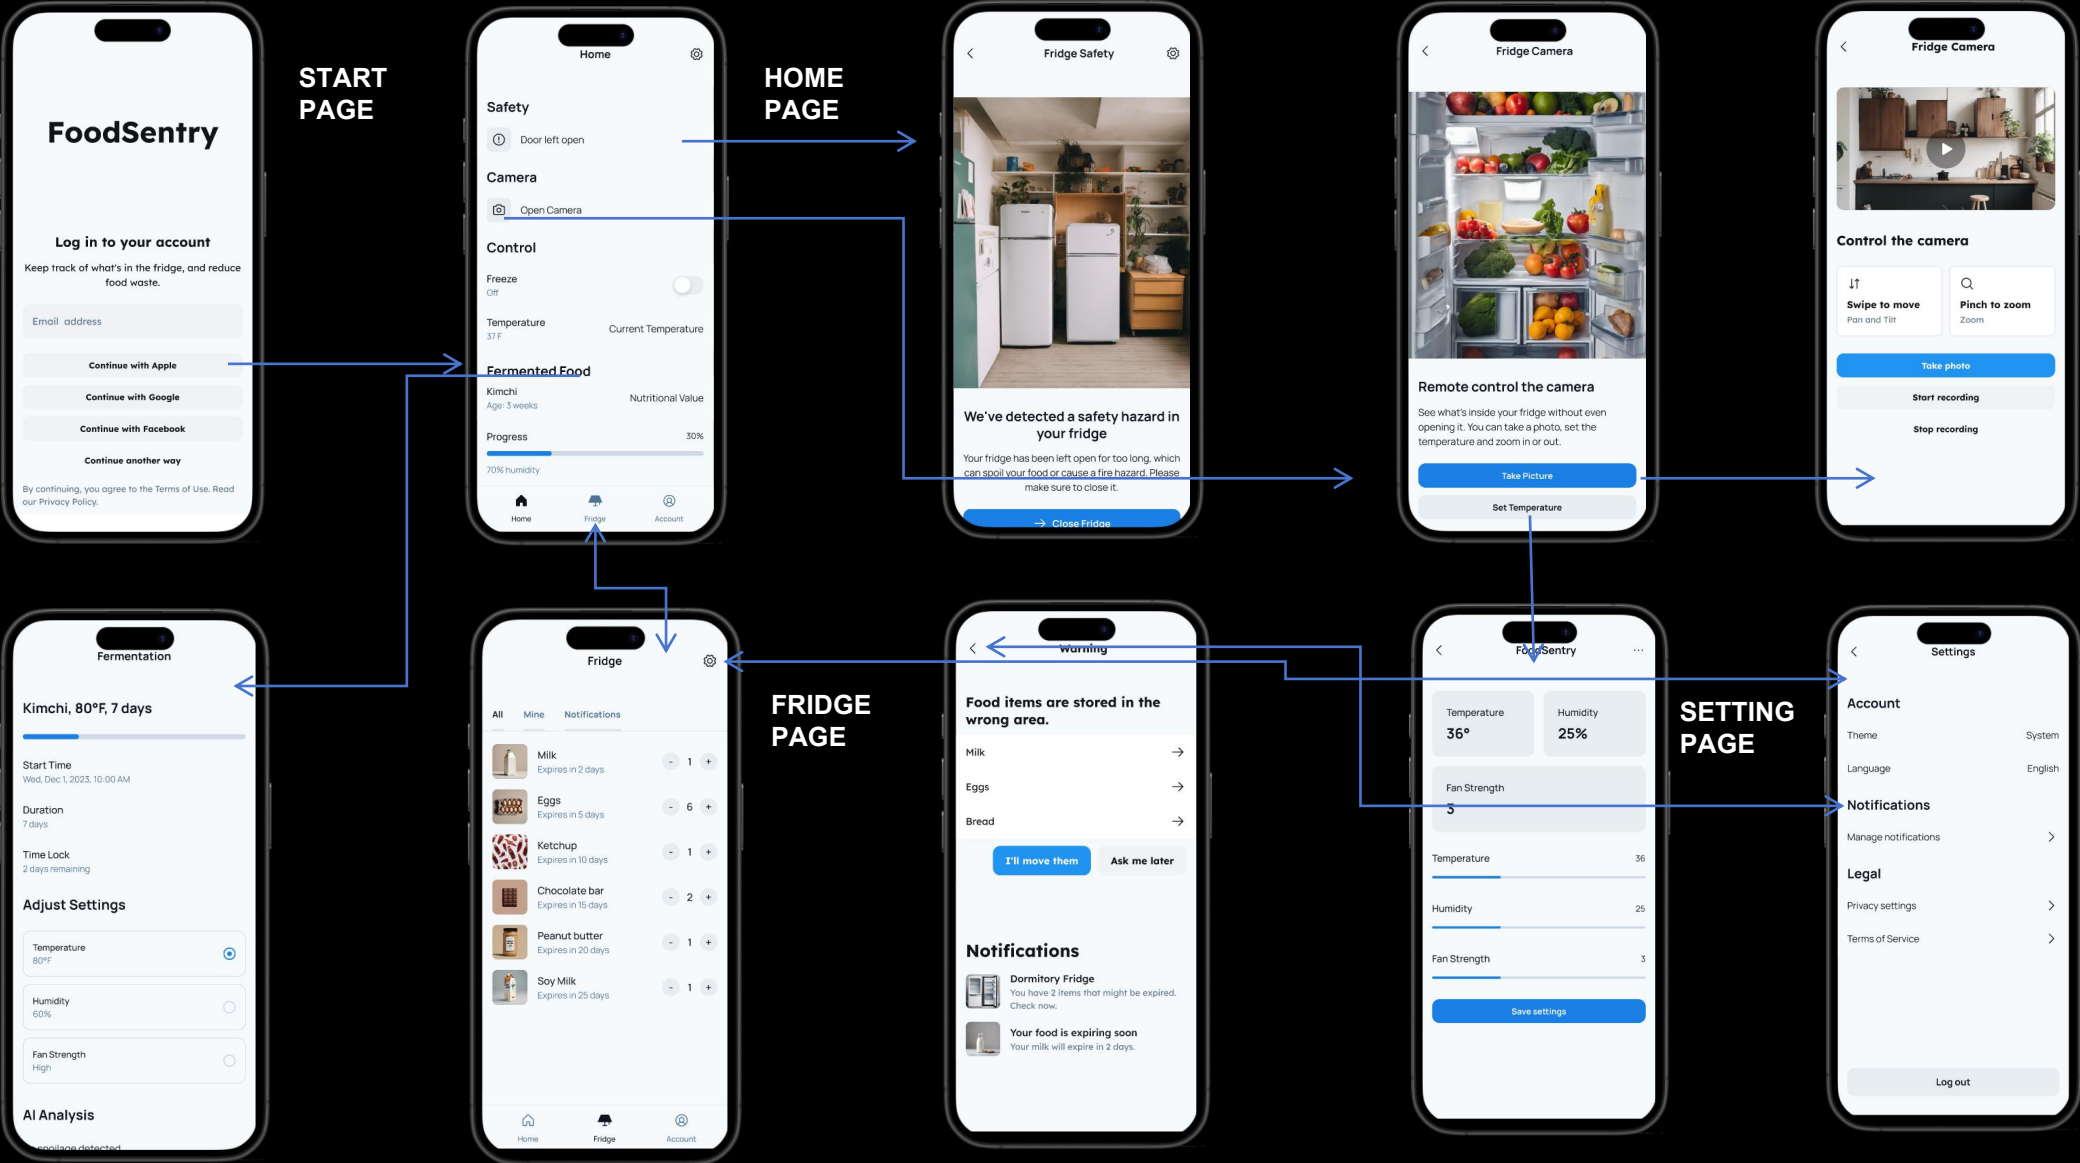 START
PAGE
HOME
PAGE
FRIDGE
PAGE
SETTING
PAGE
FoodSentry
Log in to your account
Keep track of what's in the fridge, and reduce
food waste.
Email address
Continue with Apple
Continue with Google
Continue with Facebook
Continue another way
By continuing, you agree to the Terms of Use. Read
our Privacy Policy.
Home
Safety
Door left open
Camera
Open Camera
Control
Freeze
Off
Temperature
37 F
Current Temperature
Fermented Food
Kimchi
Age: 3 weeks
Nutritional Value
Progress
30%
70% humidity
Home
Fridge
Account
Fridge Safety
We've detected a safety hazard in
your fridge
Your fridge has been left open for too long, which
can spoil your food or cause a fire hazard. Please
make sure to close it.
→ Close Fridge
Fridge Camera
Remote control the camera
See what's inside your fridge without even
opening it. You can take a photo, set the
temperature and zoom in or out.
Take Picture
Set Temperature
Fridge Camera
Control the camera
Swipe to move
Pan and Tilt
Pinch to zoom
Zoom
Take photo
Start recording
Stop recording
Fermentation
Kimchi, 80°F, 7 days
Start Time
Wed, Dec 1, 2023, 10:00 AM
Duration
7 days
Time Lock
2 days remaining
Adjust Settings
Temperature
80°F
Humidity
60%
Fan Strength
High
AI Analysis
spoilage detected
Fridge
All Mine Notifications
Milk
Expires in 2 days
- 1 +
Eggs
Expires in 5 days
- 6 +
Ketchup
Expires in 10 days
- 1 +
Chocolate bar
Expires in 15 days
- 2 +
Peanut butter
Expires in 20 days
- 1 +
Soy Milk
Expires in 25 days
- 1 +
Home
Fridge
Account
Warning
Food items are stored in the
wrong area.
Milk
Eggs
Bread
I'll move them
Ask me later
Notifications
Dormitory Fridge
You have 2 items that might be expired.
Check now.
Your food is expiring soon
Your milk will expire in 2 days.
FoodSentry
...
Temperature
36°
Humidity
25%
Fan Strength
3
Temperature
36
Humidity
25
Fan Strength
3
Save settings
Settings
Account
Theme
System
Language
English
Notifications
Manage notifications
Legal
Privacy settings
Terms of Service
Log out